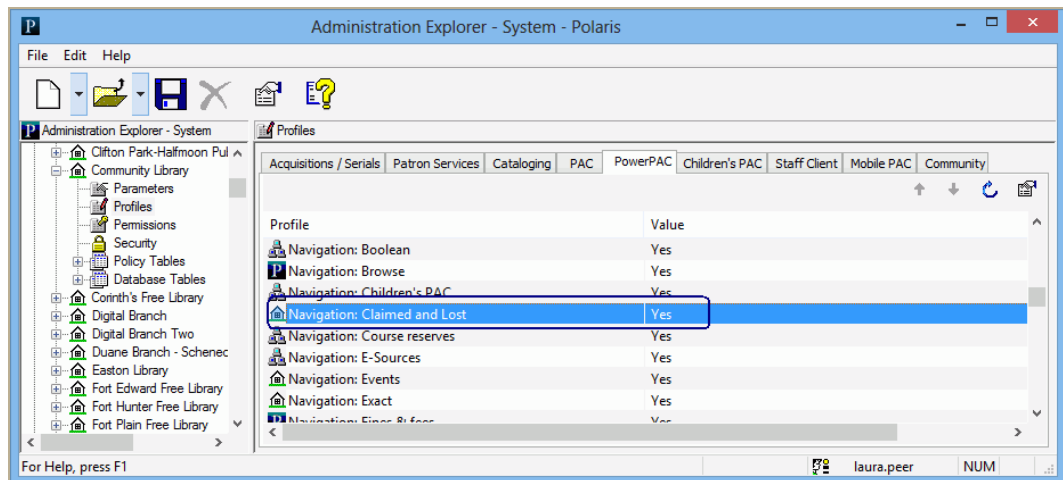 Administration Explorer - System - Polaris
File Edit Help
Administration Explorer - System
Profiles
Clifton Park-Halfmoon Pul
Community Library
Parameters
Profiles
Permissions
Security
Policy Tables
Database Tables
Corinth's Free Library
Digital Branch
Digital Branch Two
Duane Branch - Schenec
Easton Library
Fort Edward Free Library
Fort Hunter Free Library
Fort Plain Free Library
Acquisitions / Serials Patron Services Cataloging PAC PowerPAC Children's PAC Staff Client Mobile PAC Community
Profile Value
Navigation: Boolean Yes
Navigation: Browse Yes
Navigation: Children's PAC Yes
Navigation: Claimed and Lost Yes
Navigation: Course reserves Yes
Navigation: E-Sources Yes
Navigation: Events Yes
Navigation: Exact Yes
Navigation: Fines & fees Yes
For Help, press F1
laura.peer
NUM